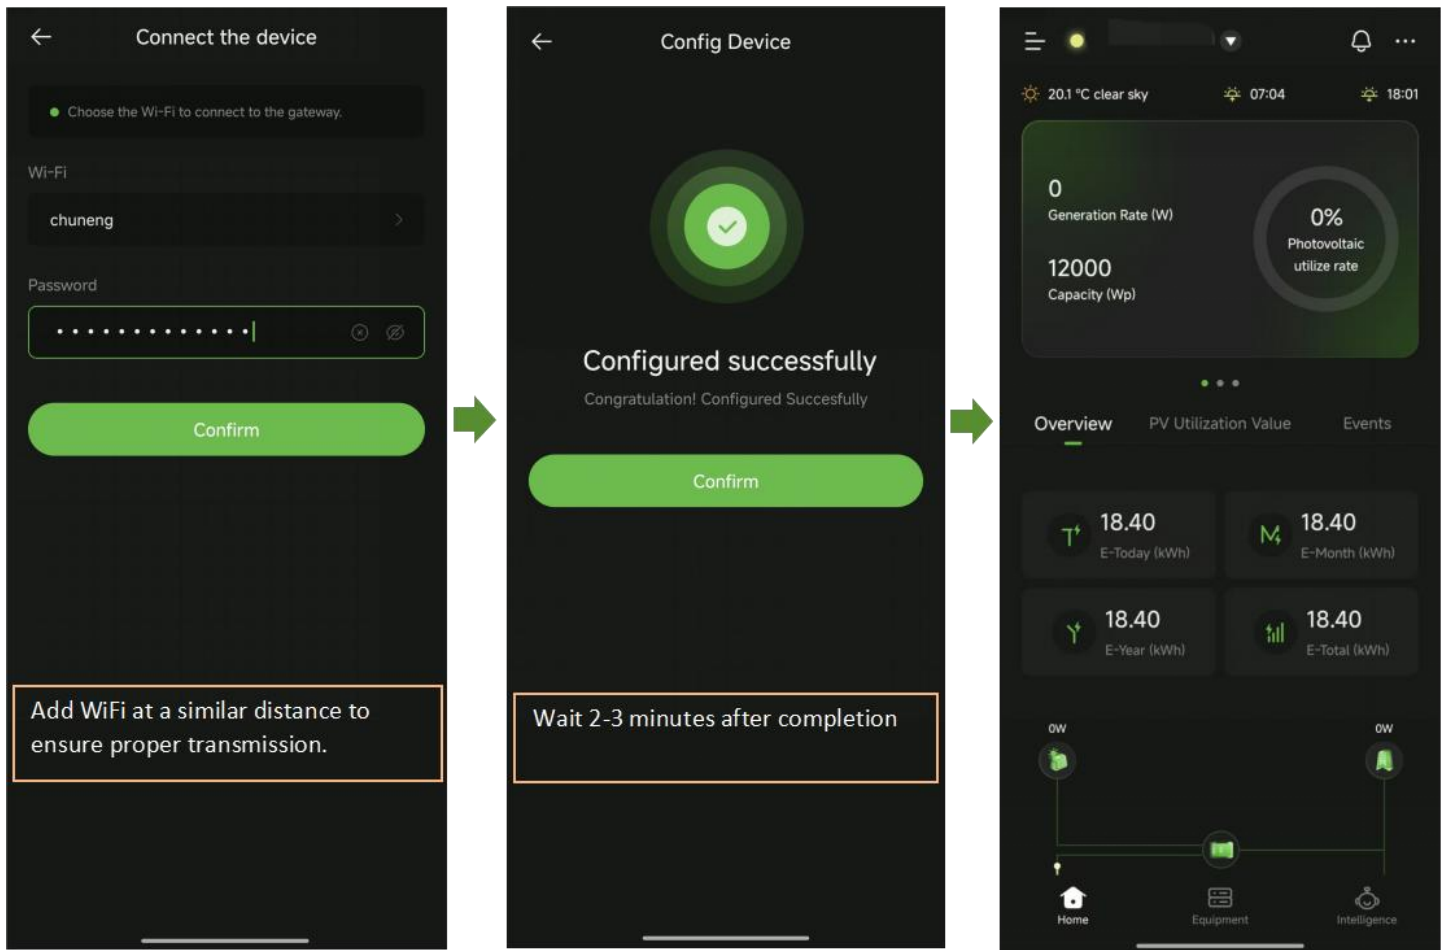 Connect the device
Choose the Wi-Fi to connect to the gateway.
Wi-Fi
chuneng
Password
Confirm
Add WiFi at a similar distance to
ensure proper transmission.
Config Device
Configured successfully
Congratulation! Configured Succesfully
Confirm
Wait 2-3 minutes after completion
20.1 °C clear sky
07:04
18:01
0
Generation Rate (W)
12000
Capacity (Wp)
0%
Photovoltaic
utilize rate
Overview
PV Utilization Value
Events
18.40
E-Today (kWh)
18.40
E-Month (kWh)
18.40
E-Year (kWh)
18.40
E-Total (kWh)
0W
0W
Home
Equipment
Intelligence